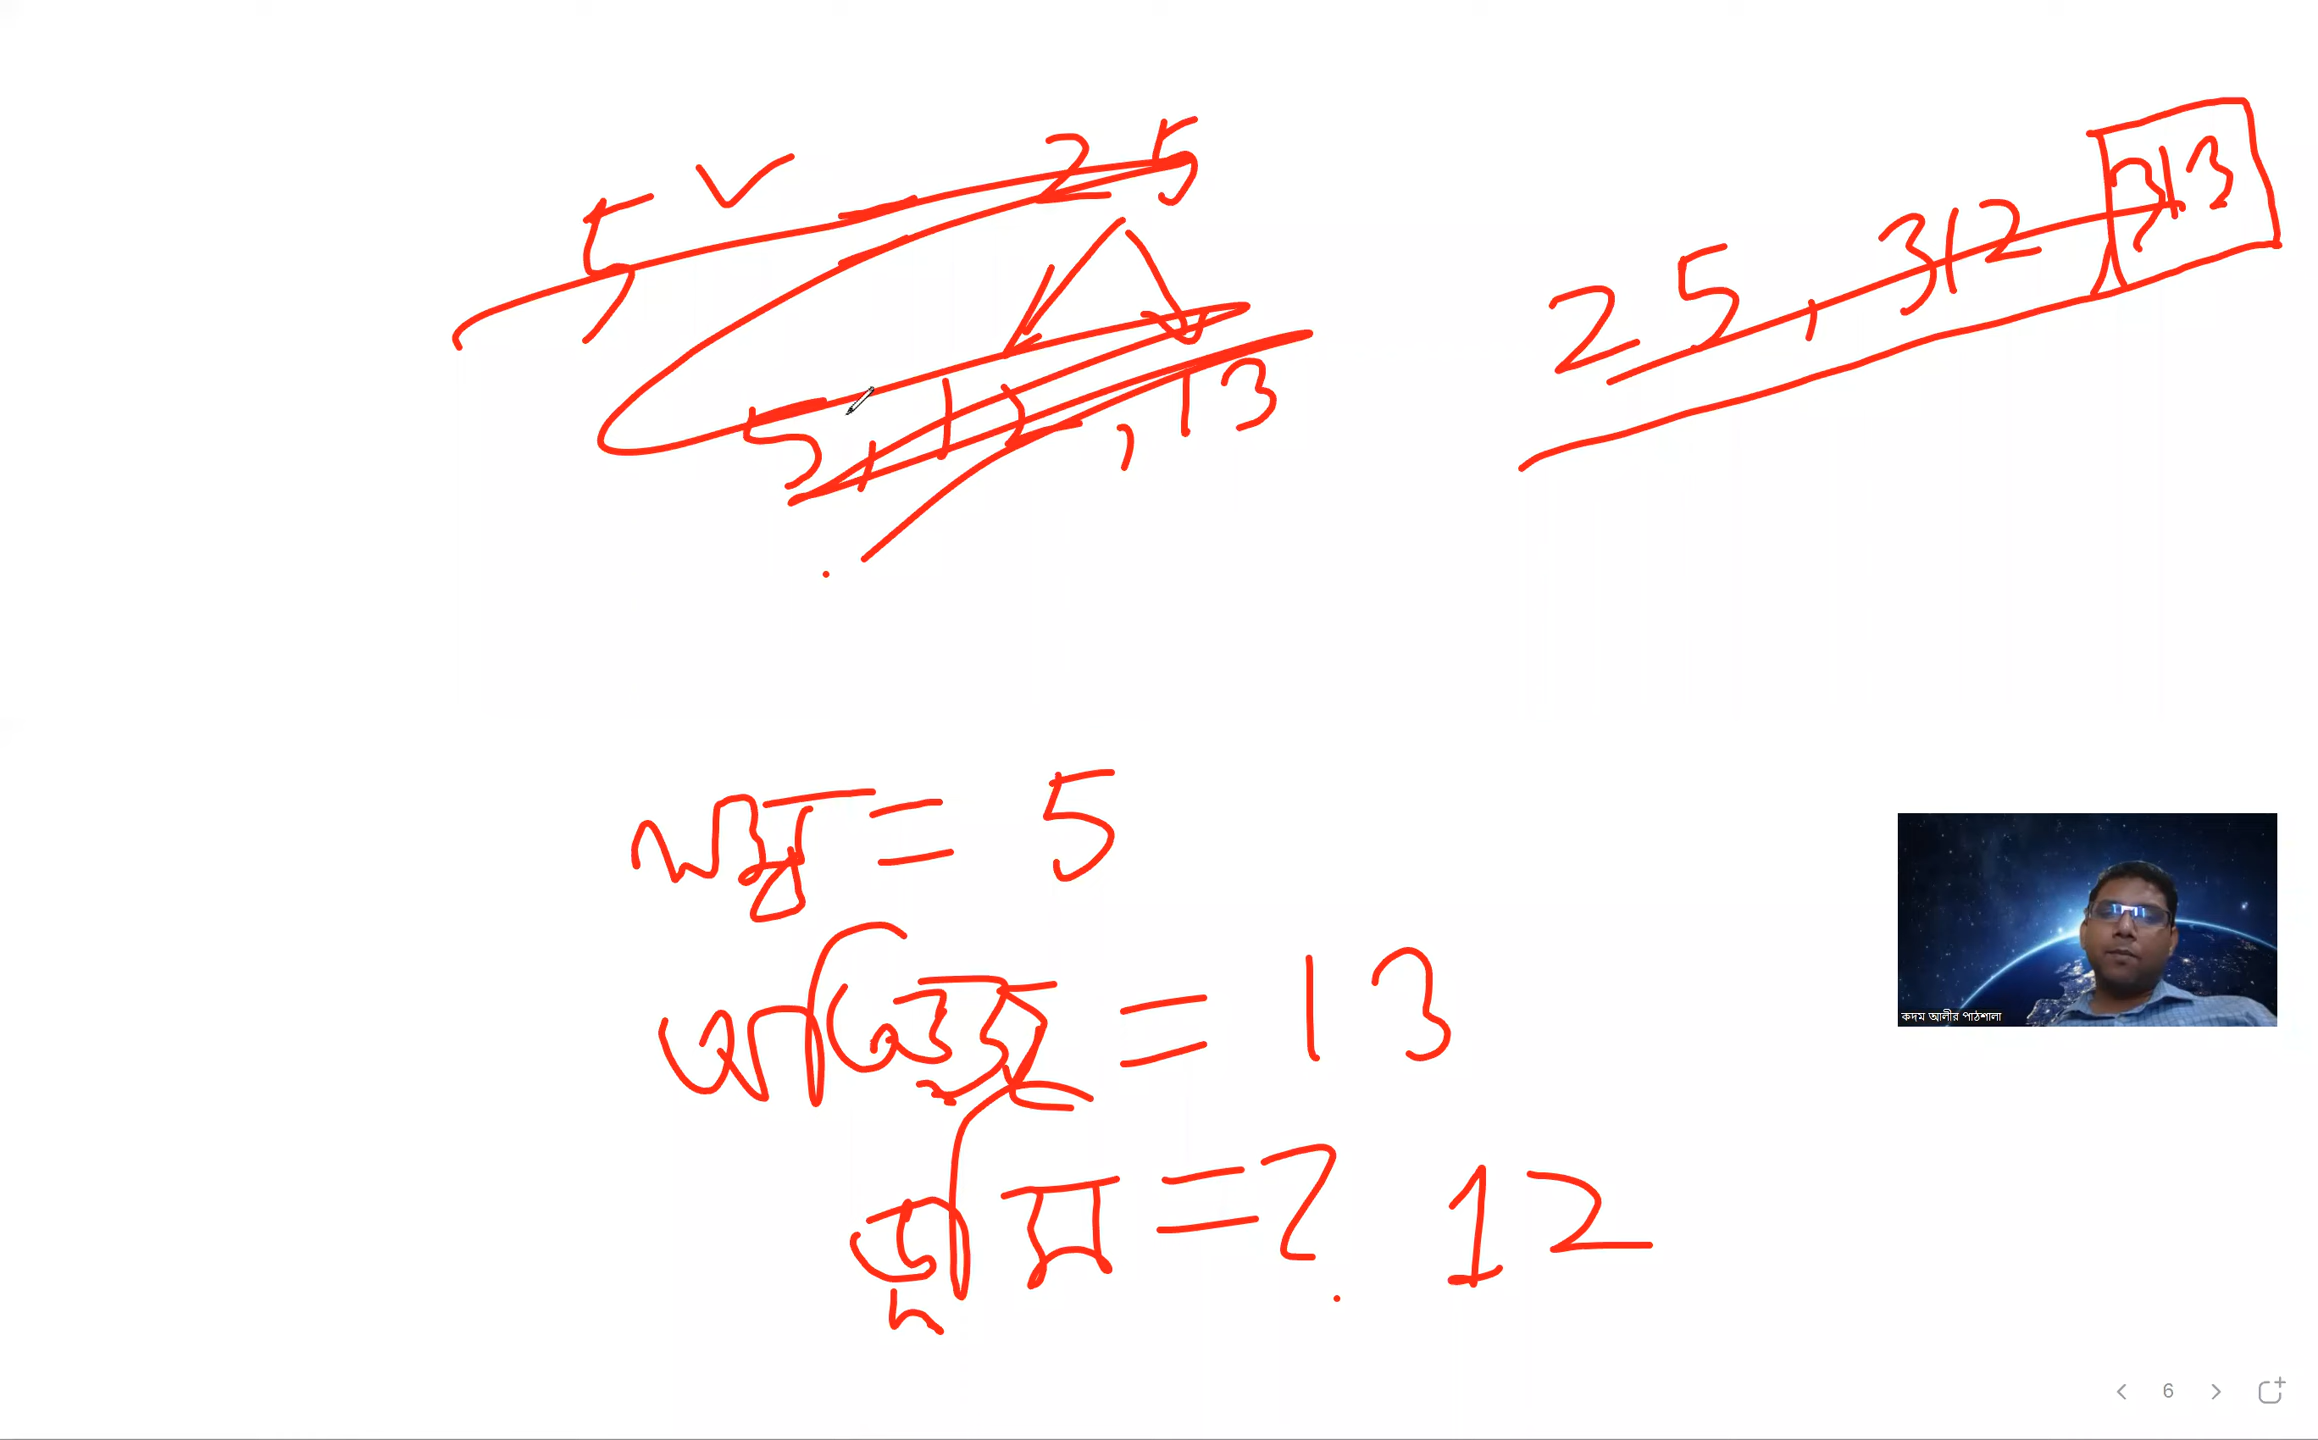 5 25
5, 12, 13
25, 312 313
লম্ব = 5
অতিভুজ = 13
ভূমি = ? 12
কদম আলীর পাঠশালা
6